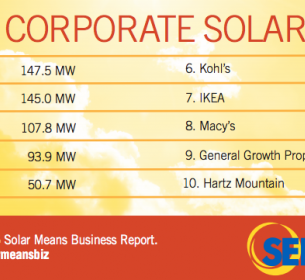 CORPORATE SOLAR
147.5 MW 6. Kohl's
145.0 MW 7. IKEA
107.8 MW 8. Macy's
93.9 MW 9. General Growth Prop
50.7 MW 10. Hartz Mountain
Solar Means Business Report.
meansbiz
SE